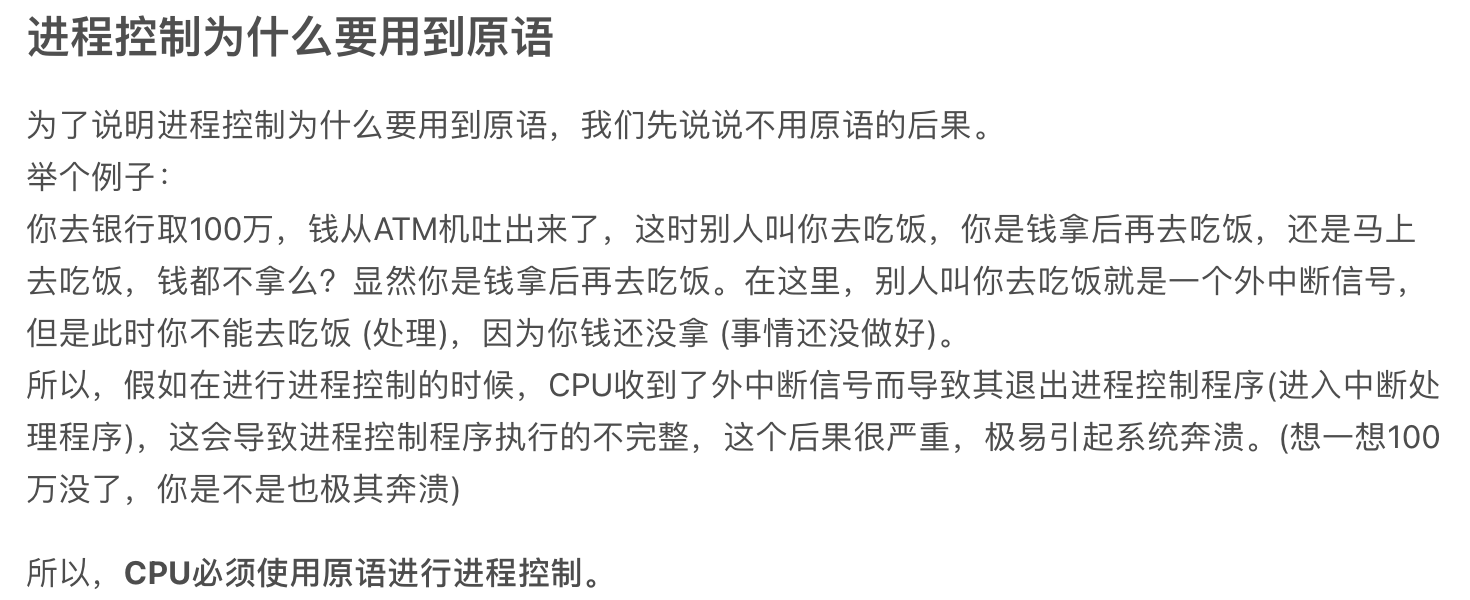 进程控制为什么要用到原语
为了说明进程控制为什么要用到原语，我们先说说不用原语的后果。
举个例子：
你去银行取100万，钱从ATM机吐出来了，这时别人叫你去吃饭，你是钱拿后再去吃饭，还是马上
去吃饭，钱都不拿么？显然你是钱拿后再去吃饭。在这里，别人叫你去吃饭就是一个外中断信号，
但是此时你不能去吃饭 (处理)，因为你钱还没拿 (事情还没做好)。
所以，假如在进行进程控制的时候，CPU收到了外中断信号而导致其退出进程控制程序(进入中断处
理程序)，这会导致进程控制程序执行的不完整，这个后果很严重，极易引起系统奔溃。(想一想100
万没了，你是不是也极其奔溃)
所以，CPU必须使用原语进行进程控制。